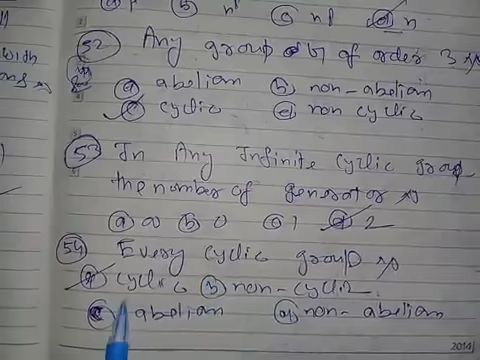 (b) n! (c) n1 (d) n
52 Any group of order 3 is
(a) abelian (b) non-abelian
(c) cyclic (d) non cyclic
53 In Any Infinite cyclic group
the number of generator is
(a) ∞ (b) 0 (c) 1 (d) 2
54 Every cyclic group is
(a) cyclic (b) non-cyclic
(c) abelian (d) non-abelian
2014